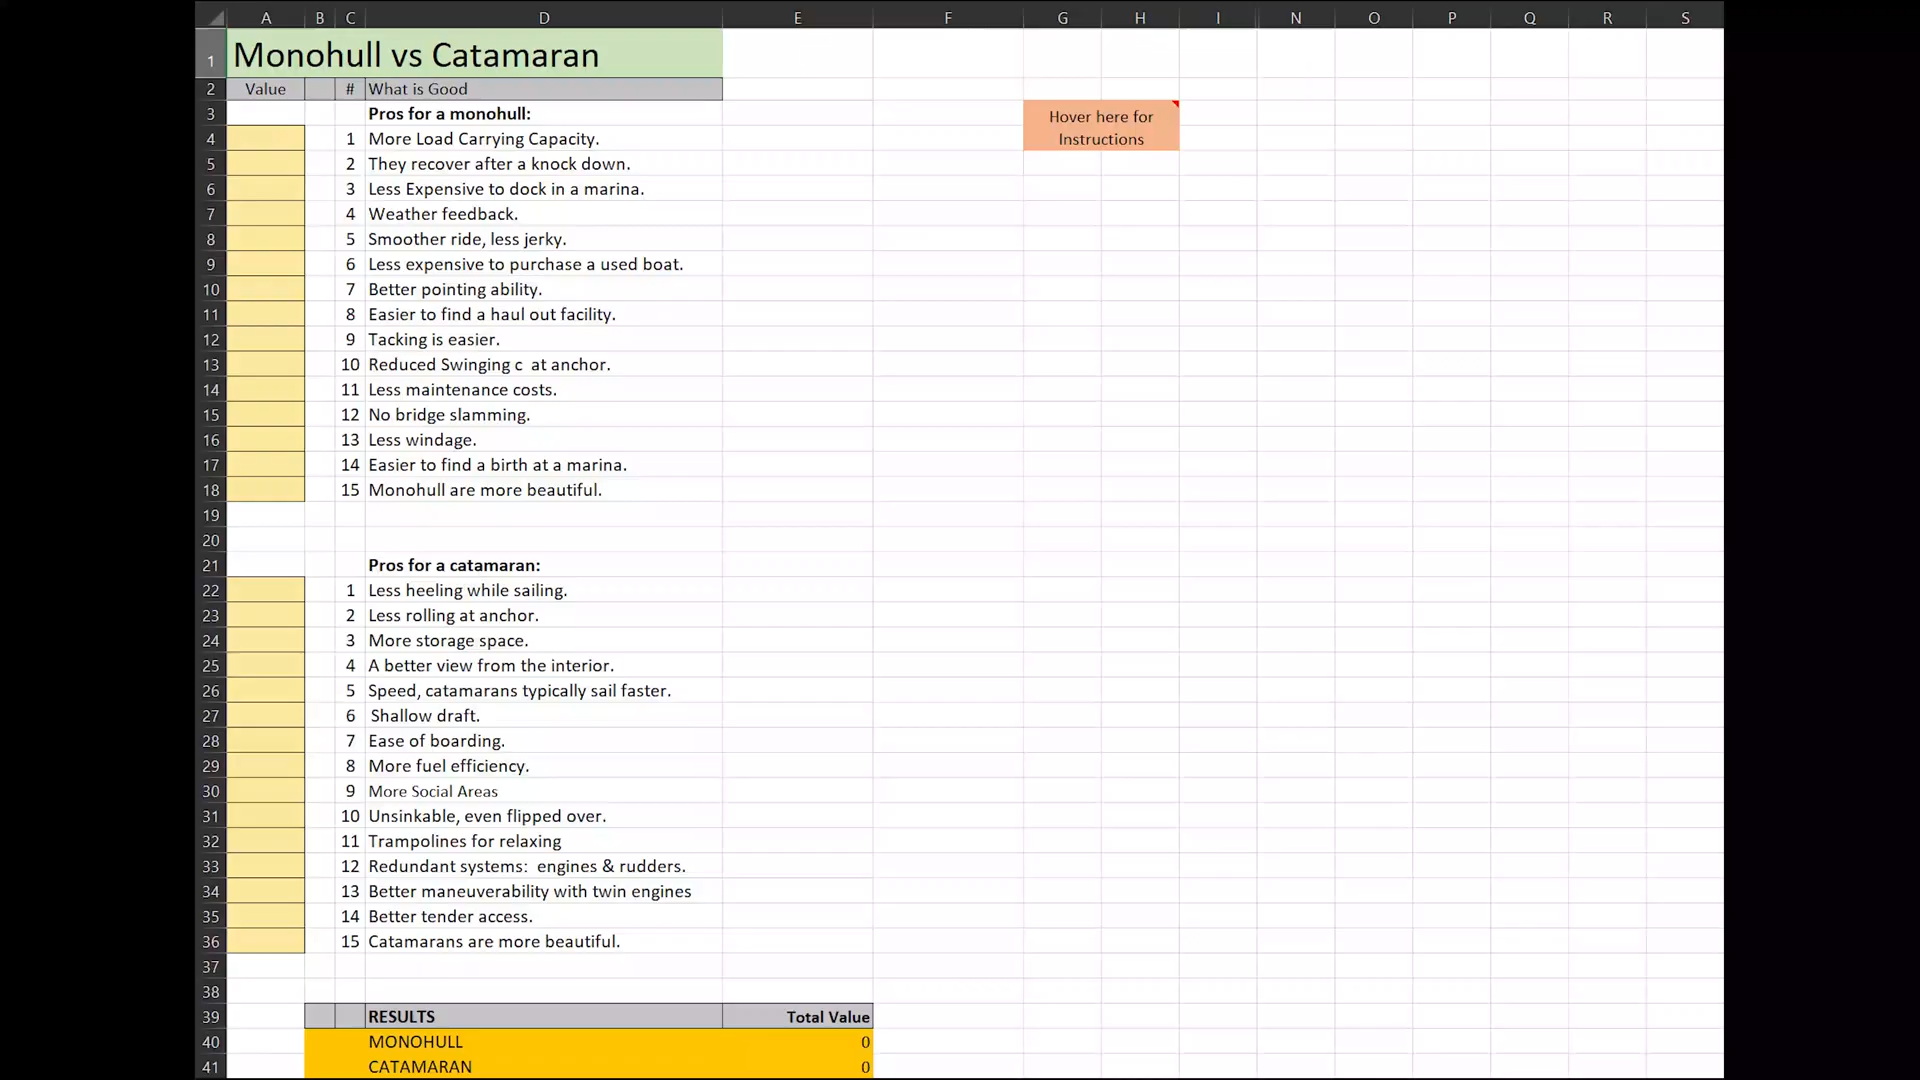 A B C D E F G H I N O P Q R S
1 Monohull vs Catamaran
2 Value # What is Good
3 Pros for a monohull:
Hover here for
Instructions
4 1 More Load Carrying Capacity.
5 2 They recover after a knock down.
6 3 Less Expensive to dock in a marina.
7 4 Weather feedback.
8 5 Smoother ride, less jerky.
9 6 Less expensive to purchase a used boat.
10 7 Better pointing ability.
11 8 Easier to find a haul out facility.
12 9 Tacking is easier.
13 10 Reduced Swinging c  at anchor.
14 11 Less maintenance costs.
15 12 No bridge slamming.
16 13 Less windage.
17 14 Easier to find a birth at a marina.
18 15 Monohull are more beautiful.
19
20
21 Pros for a catamaran:
22 1 Less heeling while sailing.
23 2 Less rolling at anchor.
24 3 More storage space.
25 4 A better view from the interior.
26 5 Speed, catamarans typically sail faster.
27 6 Shallow draft.
28 7 Ease of boarding.
29 8 More fuel efficiency.
30 9 More Social Areas
31 10 Unsinkable, even flipped over.
32 11 Trampolines for relaxing
33 12 Redundant systems:  engines & rudders.
34 13 Better maneuverability with twin engines
35 14 Better tender access.
36 15 Catamarans are more beautiful.
37
38
39 RESULTS Total Value
40 MONOHULL 0
41 CATAMARAN 0